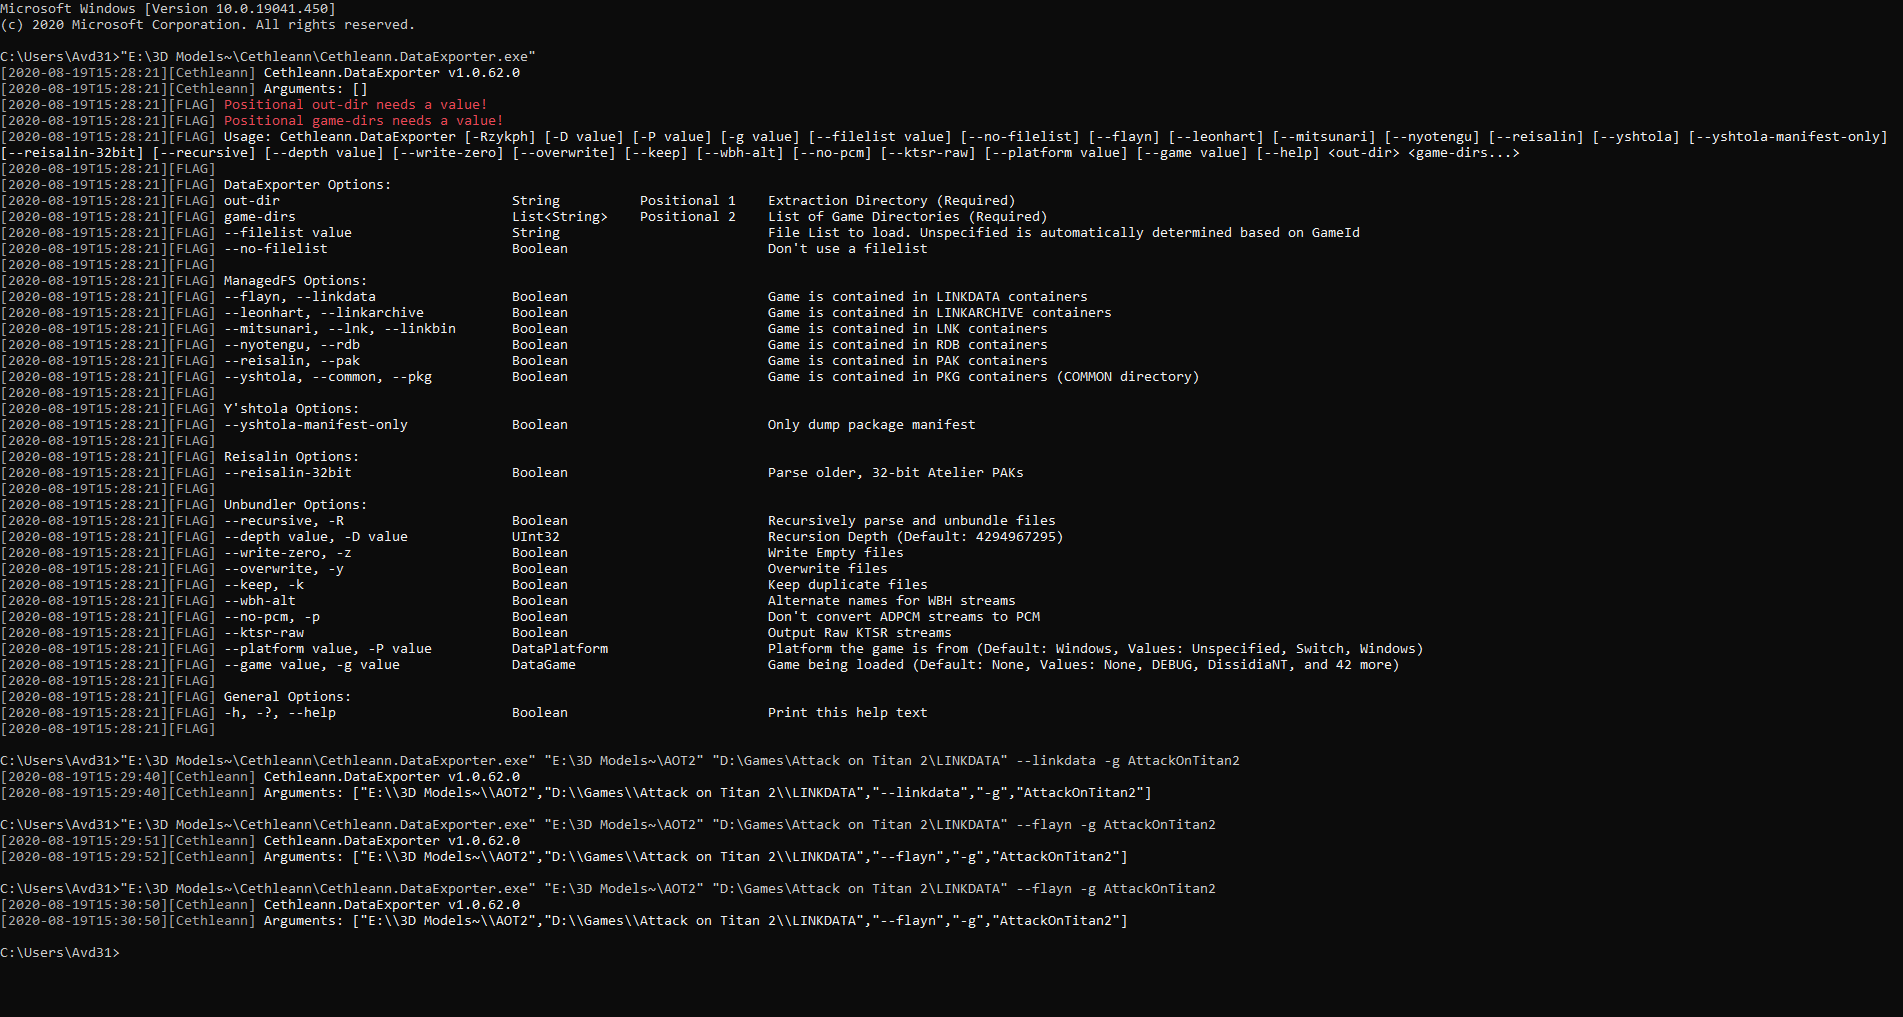 Microsoft Windows [Version 10.0.19041.450]
(c) 2020 Microsoft Corporation. All rights reserved.
C:\Users\Avd31>"E:\3D Models~\Cethleann\Cethleann.DataExporter.exe"
[2020-08-19T15:28:21][Cethleann] Cethleann.DataExporter v1.0.62.0
[2020-08-19T15:28:21][Cethleann] Arguments: []
[2020-08-19T15:28:21][FLAG] Positional out-dir needs a value!
[2020-08-19T15:28:21][FLAG] Positional game-dirs needs a value!
[2020-08-19T15:28:21][FLAG] Usage: Cethleann.DataExporter [-Rzykph] [-D value] [-P value] [-g value] [--filelist value] [--no-filelist] [--flayn] [--leonhart] [--mitsunari] [--nyotengu] [--reisalin] [--yshtola] [--yshtola-manifest-only]
[--reisalin-32bit] [--recursive] [--depth value] [--write-zero] [--overwrite] [--keep] [--wbh-alt] [--no-pcm] [--ktsr-raw] [--platform value] [--game value] [--help] <out-dir> <game-dirs...>
[2020-08-19T15:28:21][FLAG]
[2020-08-19T15:28:21][FLAG] DataExporter Options:
[2020-08-19T15:28:21][FLAG] out-dir String Positional 1 Extraction Directory (Required)
[2020-08-19T15:28:21][FLAG] game-dirs List<String> Positional 2 List of Game Directories (Required)
[2020-08-19T15:28:21][FLAG] --filelist value String File List to load. Unspecified is automatically determined based on GameId
[2020-08-19T15:28:21][FLAG] --no-filelist Boolean Don't use a filelist
[2020-08-19T15:28:21][FLAG]
[2020-08-19T15:28:21][FLAG] ManagedFS Options:
[2020-08-19T15:28:21][FLAG] --flayn, --linkdata Boolean Game is contained in LINKDATA containers
[2020-08-19T15:28:21][FLAG] --leonhart, --linkarchive Boolean Game is contained in LINKARCHIVE containers
[2020-08-19T15:28:21][FLAG] --mitsunari, --lnk, --linkbin Boolean Game is contained in LNK containers
[2020-08-19T15:28:21][FLAG] --nyotengu, --rdb Boolean Game is contained in RDB containers
[2020-08-19T15:28:21][FLAG] --reisalin, --pak Boolean Game is contained in PAK containers
[2020-08-19T15:28:21][FLAG] --yshtola, --common, --pkg Boolean Game is contained in PKG containers (COMMON directory)
[2020-08-19T15:28:21][FLAG]
[2020-08-19T15:28:21][FLAG] Y'shtola Options:
[2020-08-19T15:28:21][FLAG] --yshtola-manifest-only Boolean Only dump package manifest
[2020-08-19T15:28:21][FLAG]
[2020-08-19T15:28:21][FLAG] Reisalin Options:
[2020-08-19T15:28:21][FLAG] --reisalin-32bit Boolean Parse older, 32-bit Atelier PAKs
[2020-08-19T15:28:21][FLAG]
[2020-08-19T15:28:21][FLAG] Unbundler Options:
[2020-08-19T15:28:21][FLAG] --recursive, -R Boolean Recursively parse and unbundle files
[2020-08-19T15:28:21][FLAG] --depth value, -D value UInt32 Recursion Depth (Default: 4294967295)
[2020-08-19T15:28:21][FLAG] --write-zero, -z Boolean Write Empty files
[2020-08-19T15:28:21][FLAG] --overwrite, -y Boolean Overwrite files
[2020-08-19T15:28:21][FLAG] --keep, -k Boolean Keep duplicate files
[2020-08-19T15:28:21][FLAG] --wbh-alt Boolean Alternate names for WBH streams
[2020-08-19T15:28:21][FLAG] --no-pcm, -p Boolean Don't convert ADPCM streams to PCM
[2020-08-19T15:28:21][FLAG] --ktsr-raw Boolean Output Raw KTSR streams
[2020-08-19T15:28:21][FLAG] --platform value, -P value DataPlatform Platform the game is from (Default: Windows, Values: Unspecified, Switch, Windows)
[2020-08-19T15:28:21][FLAG] --game value, -g value DataGame Game being loaded (Default: None, Values: None, DEBUG, DissidiaNT, and 42 more)
[2020-08-19T15:28:21][FLAG]
[2020-08-19T15:28:21][FLAG] General Options:
[2020-08-19T15:28:21][FLAG] -h, -?, --help Boolean Print this help text
[2020-08-19T15:28:21][FLAG]
C:\Users\Avd31>"E:\3D Models~\Cethleann\Cethleann.DataExporter.exe" "E:\3D Models~\AOT2" "D:\Games\Attack on Titan 2\LINKDATA" --linkdata -g AttackOnTitan2
[2020-08-19T15:29:40][Cethleann] Cethleann.DataExporter v1.0.62.0
[2020-08-19T15:29:40][Cethleann] Arguments: ["E:\\3D Models~\\AOT2","D:\\Games\\Attack on Titan 2\\LINKDATA","--linkdata","-g","AttackOnTitan2"]
C:\Users\Avd31>"E:\3D Models~\Cethleann\Cethleann.DataExporter.exe" "E:\3D Models~\AOT2" "D:\Games\Attack on Titan 2\LINKDATA" --flayn -g AttackOnTitan2
[2020-08-19T15:29:51][Cethleann] Cethleann.DataExporter v1.0.62.0
[2020-08-19T15:29:52][Cethleann] Arguments: ["E:\\3D Models~\\AOT2","D:\\Games\\Attack on Titan 2\\LINKDATA","--flayn","-g","AttackOnTitan2"]
C:\Users\Avd31>"E:\3D Models~\Cethleann\Cethleann.DataExporter.exe" "E:\3D Models~\AOT2" "D:\Games\Attack on Titan 2\LINKDATA" --flayn -g AttackOnTitan2
[2020-08-19T15:30:50][Cethleann] Cethleann.DataExporter v1.0.62.0
[2020-08-19T15:30:50][Cethleann] Arguments: ["E:\\3D Models~\\AOT2","D:\\Games\\Attack on Titan 2\\LINKDATA","--flayn","-g","AttackOnTitan2"]
C:\Users\Avd31>